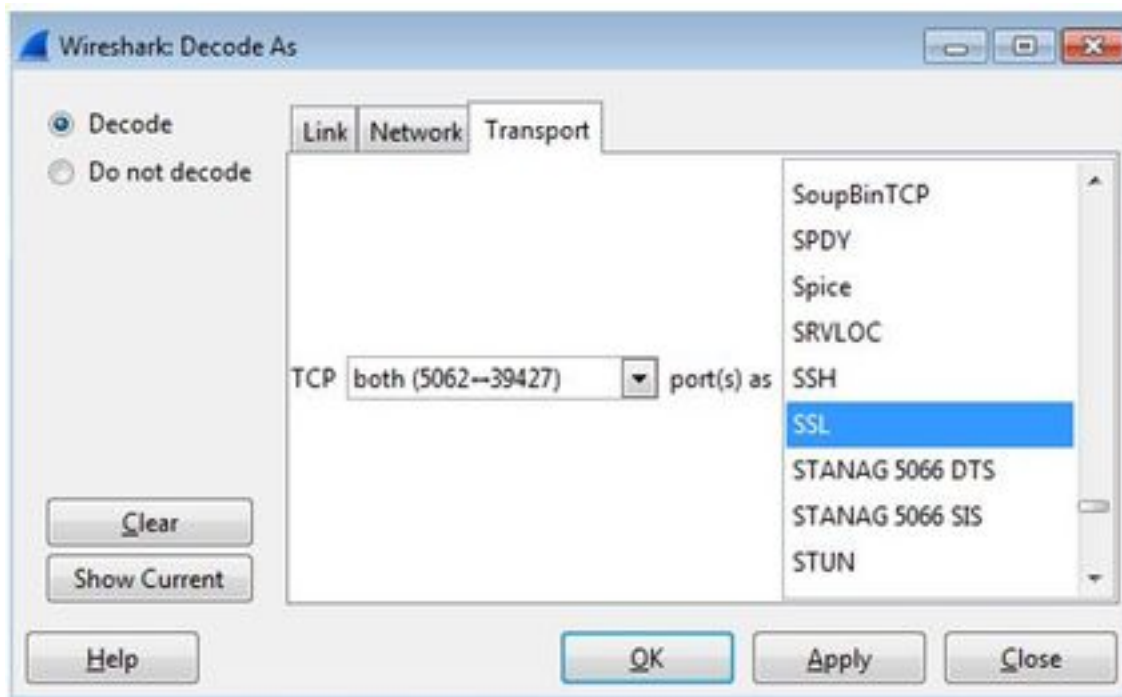 Wireshark: Decode As
Decode
Do not decode
Link Network Transport
TCP both (5062↔39427) port(s) as
SoupBinTCP
SPDY
Spice
SRVLOC
SSH
SSL
STANAG 5066 DTS
STANAG 5066 SIS
STUN
Clear
Show Current
Help
OK
Apply
Close